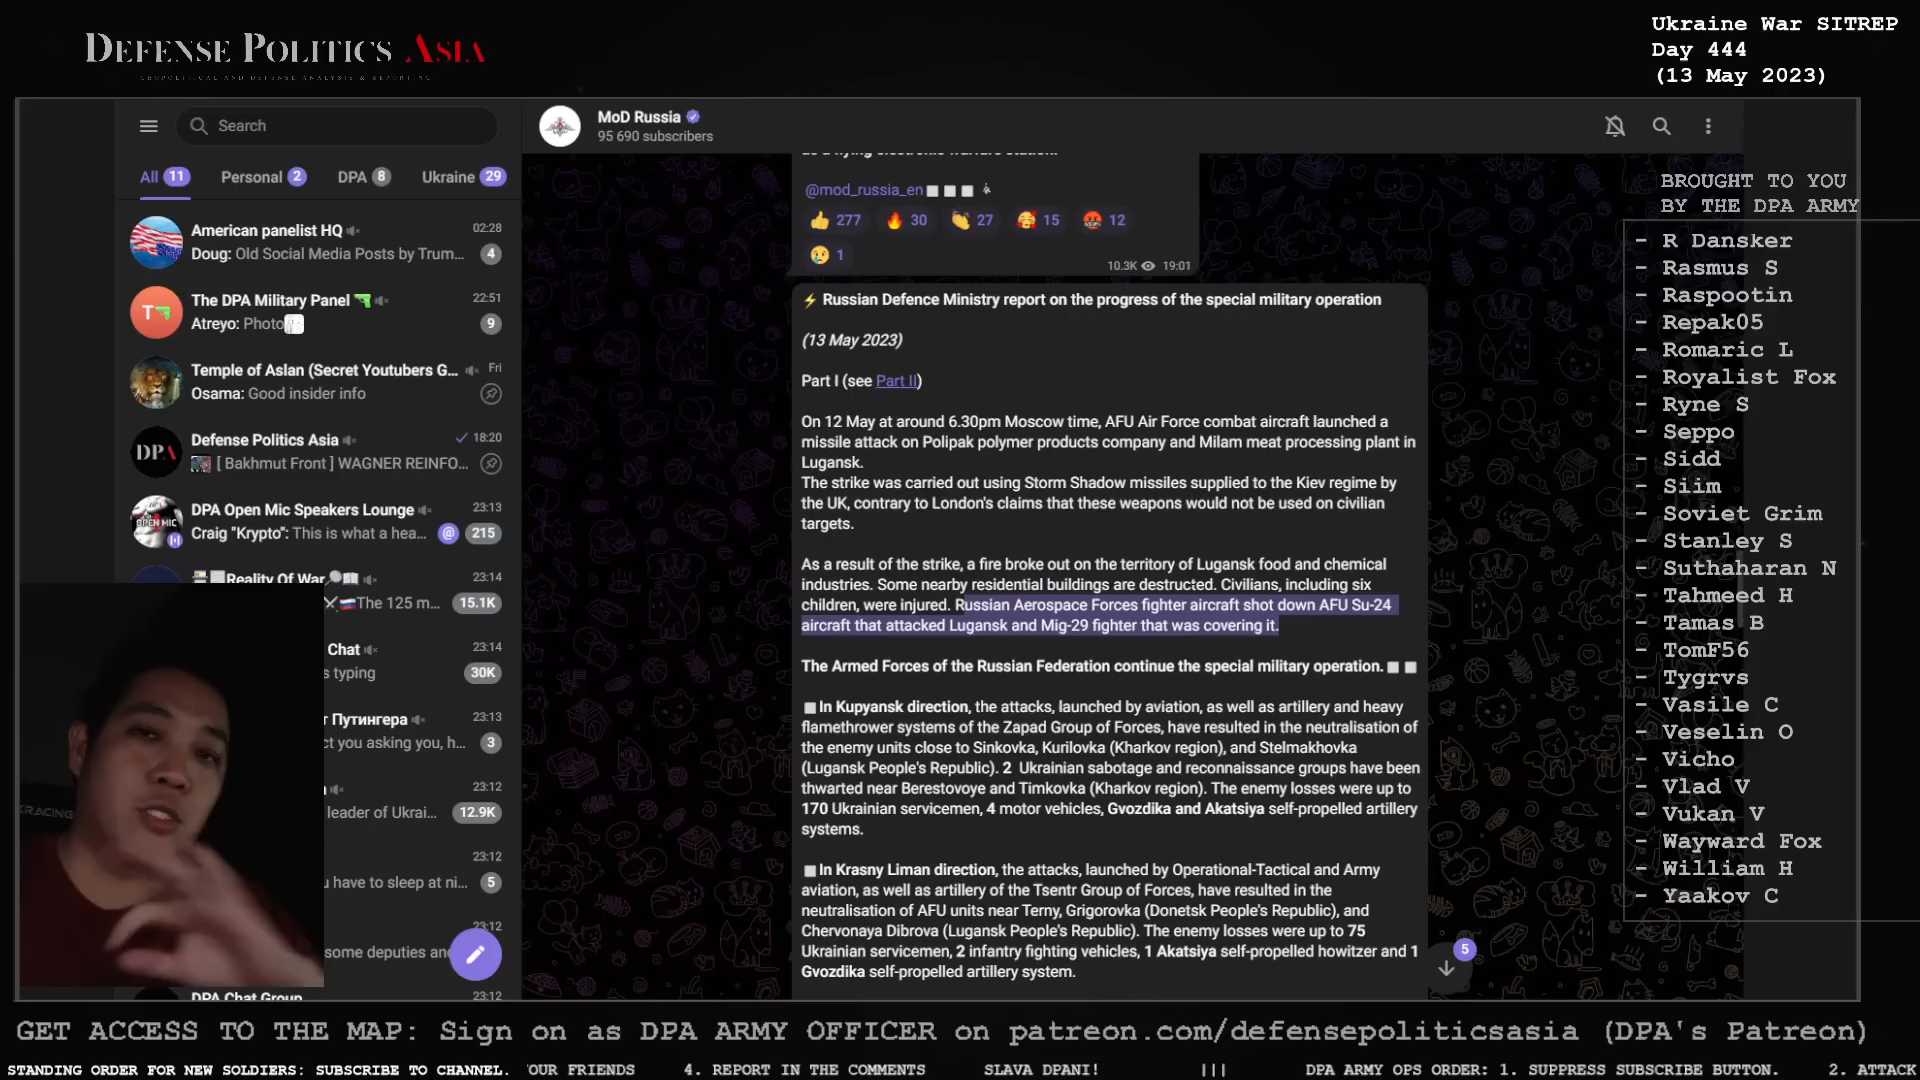 DEFENSE POLITICS ASIA
GEOPOLITICAL AND DEFENSE ANALYSIS & REPORTING
Ukraine War SITREP
Day 444
(13 May 2023)
Search
All 11
Personal 2
DPA 8
Ukraine 29
American panelist HQ
02:28
Doug: Old Social Media Posts by Trum...
4
The DPA Military Panel
22:51
Atreyo: Photo
9
Temple of Aslan (Secret Youtubers G...
Fri
Osama: Good insider info
DPA
Defense Politics Asia
18:20
[ Bakhmut Front ] WAGNER REINFO...
OPEN MIC
DPA Open Mic Speakers Lounge
23:13
Craig "Krypto": This is what a hea...
@ 215
Reality Of War
23:14
The 125 m...
15.1K
Chat
23:14
s typing
30K
г Путингера
23:13
ct you asking you, h...
3
23:12
leader of Ukrai...
12.9K
23:12
u have to sleep at ni...
5
23:12
some deputies and
DPA Chat Group
23:12
RACING
MoD Russia
95 690 subscribers
@mod_russia_en
277
30
27
15
12
1
10.3K 19:01
Russian Defence Ministry report on the progress of the special military operation
(13 May 2023)
Part I (see Part II)
On 12 May at around 6.30pm Moscow time, AFU Air Force combat aircraft launched a
missile attack on Polipak polymer products company and Milam meat processing plant in
Lugansk.
The strike was carried out using Storm Shadow missiles supplied to the Kiev regime by
the UK, contrary to London's claims that these weapons would not be used on civilian
targets.
As a result of the strike, a fire broke out on the territory of Lugansk food and chemical
industries. Some nearby residential buildings are destructed. Civilians, including six
children, were injured. Russian Aerospace Forces fighter aircraft shot down AFU Su-24
aircraft that attacked Lugansk and Mig-29 fighter that was covering it.
The Armed Forces of the Russian Federation continue the special military operation.
In Kupyansk direction, the attacks, launched by aviation, as well as artillery and heavy
flamethrower systems of the Zapad Group of Forces, have resulted in the neutralisation of
the enemy units close to Sinkovka, Kurilovka (Kharkov region), and Stelmakhovka
(Lugansk People's Republic). 2 Ukrainian sabotage and reconnaissance groups have been
thwarted near Berestovoye and Timkovka (Kharkov region). The enemy losses were up to
170 Ukrainian servicemen, 4 motor vehicles, Gvozdika and Akatsiya self-propelled artillery
systems.
In Krasny Liman direction, the attacks, launched by Operational-Tactical and Army
aviation, as well as artillery of the Tsentr Group of Forces, have resulted in the
neutralisation of AFU units near Terny, Grigorovka (Donetsk People's Republic), and
Chervonaya Dibrova (Lugansk People's Republic). The enemy losses were up to 75
Ukrainian servicemen, 2 infantry fighting vehicles, 1 Akatsiya self-propelled howitzer and 1
Gvozdika self-propelled artillery system.
5
BROUGHT TO YOU
BY THE DPA ARMY
- R Dansker
- Rasmus S
- Raspootin
- Repak05
- Romaric L
- Royalist Fox
- Ryne S
- Seppo
- Sidd
- Siim
- Soviet Grim
- Stanley S
- Suthaharan N
- Tahmeed H
- Tamas B
- TomF56
- Tygrvs
- Vasile C
- Veselin O
- Vicho
- Vlad V
- Vukan V
- Wayward Fox
- William H
- Yaakov C
GET ACCESS TO THE MAP: Sign on as DPA ARMY OFFICER on patreon.com/defensepoliticsasia (DPA's Patreon)
STANDING ORDER FOR NEW SOLDIERS: SUBSCRIBE TO CHANNEL. OUR FRIENDS 4. REPORT IN THE COMMENTS SLAVA DPANI! ||| DPA ARMY OPS ORDER: 1. SUPPRESS SUBSCRIBE BUTTON. 2. ATTACK